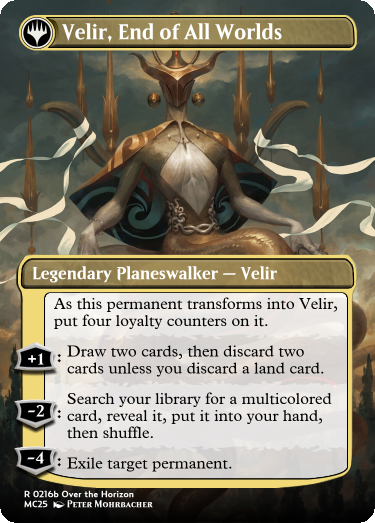 Velir, End of All Worlds
Legendary Planeswalker — Velir
As this permanent transforms into Velir,
put four loyalty counters on it.
+1: Draw two cards, then discard two
cards unless you discard a land card.
-2: Search your library for a multicolored
card, reveal it, put it into your hand,
then shuffle.
-4: Exile target permanent.
R 0216b Over the Horizon
MC25 Peter Mohrbacher